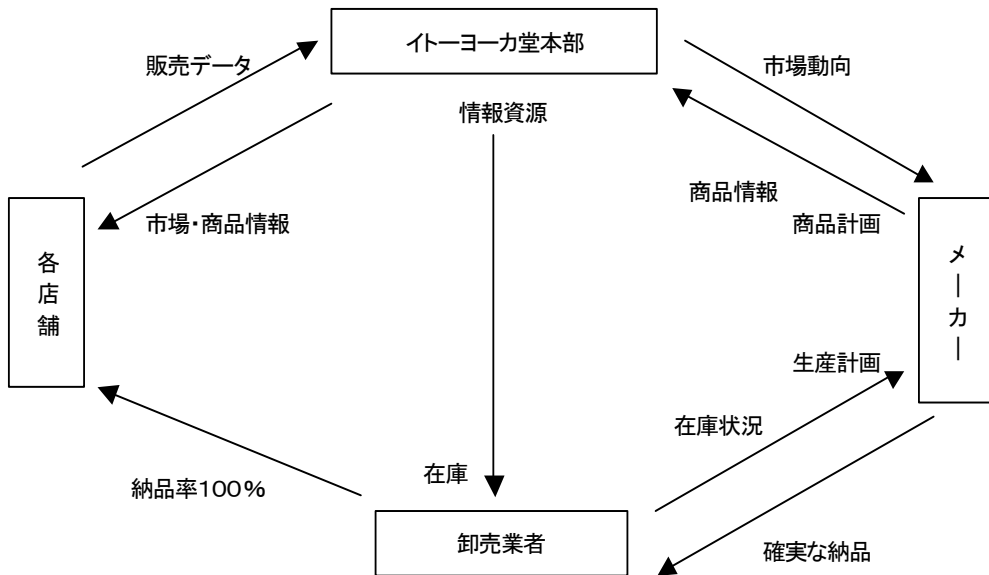 イトーヨーカ堂本部
販売データ
市場動向
情報資源
商品情報
市場・商品情報
商品計画
各店舗
メーカー
生産計画
在庫状況
在庫
納品率100％
卸売業者
確実な納品